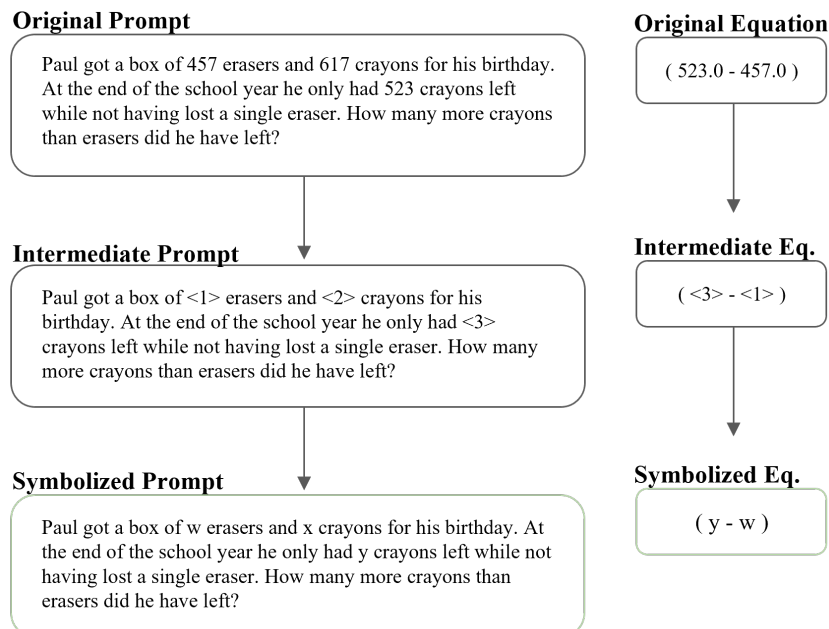 Original Prompt
Paul got a box of 457 erasers and 617 crayons for his birthday.
At the end of the school year he only had 523 crayons left
while not having lost a single eraser. How many more crayons
than erasers did he have left?
Original Equation
( 523.0 - 457.0 )
Intermediate Prompt
Paul got a box of <1> erasers and <2> crayons for his
birthday. At the end of the school year he only had <3>
crayons left while not having lost a single eraser. How many
more crayons than erasers did he have left?
Intermediate Eq.
( <3> - <1> )
Symbolized Prompt
Paul got a box of w erasers and x crayons for his birthday. At
the end of the school year he only had y crayons left while not
having lost a single eraser. How many more crayons than
erasers did he have left?
Symbolized Eq.
( y - w )